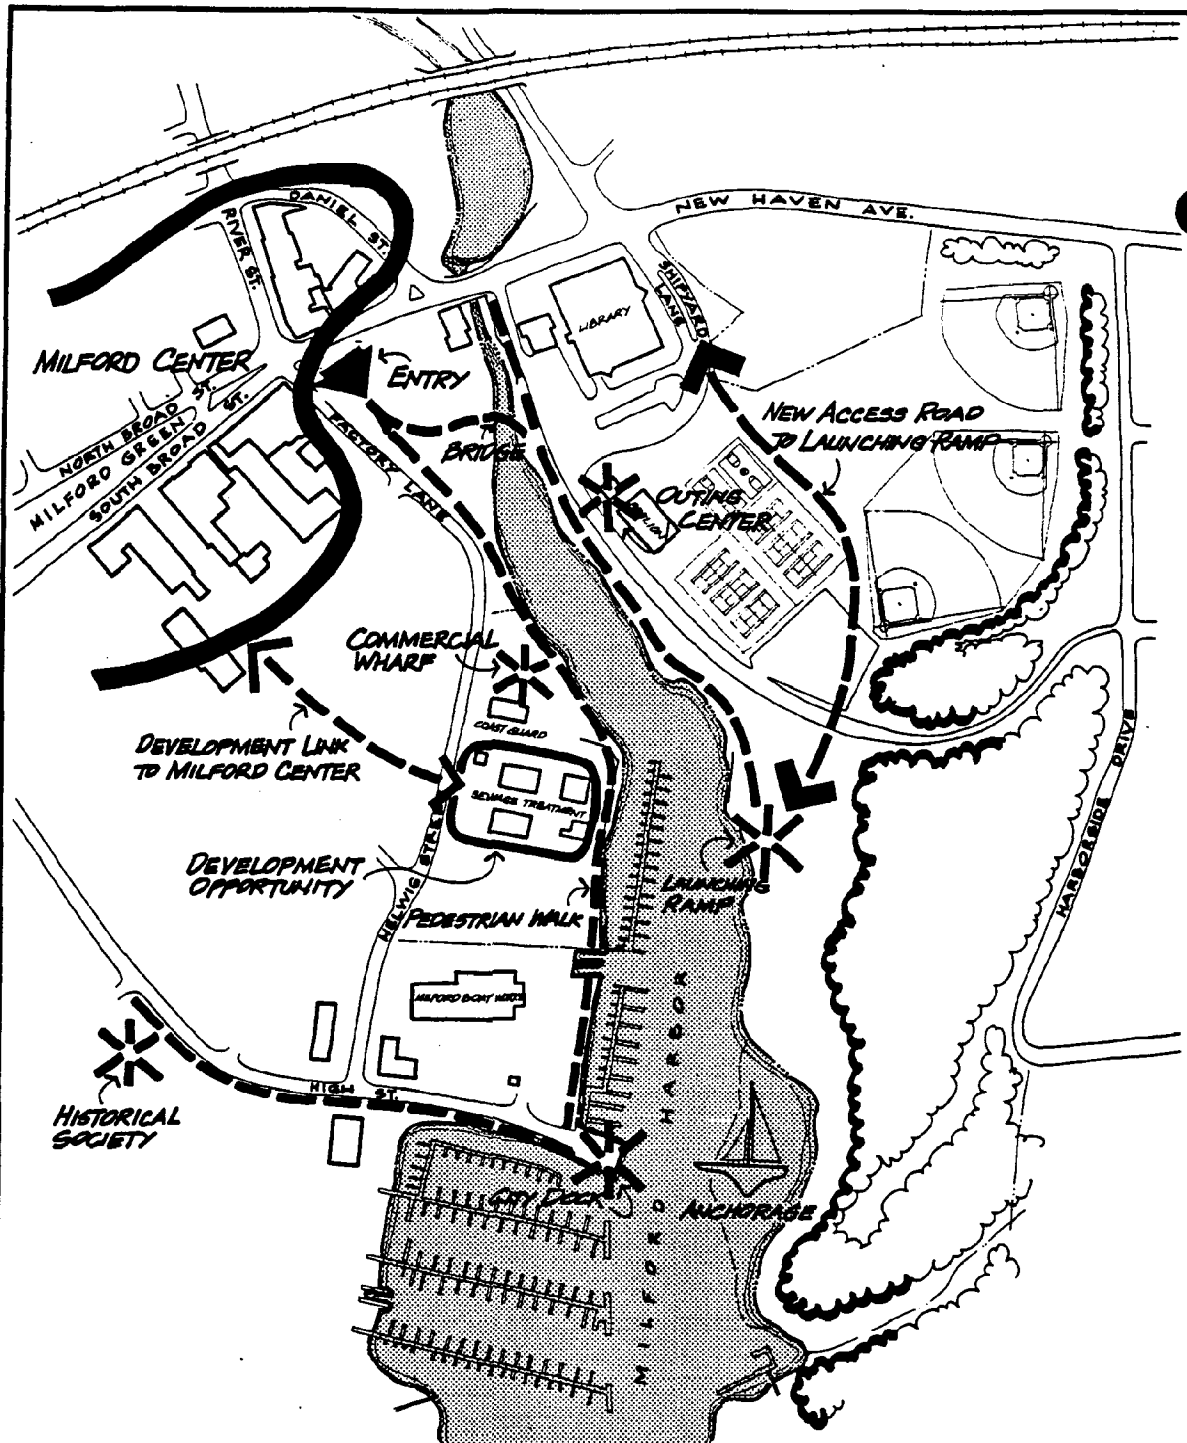 NEW HAVEN AVE.
DANIEL ST.
RIVER ST.
SHIPYARD
LANE
LIBRARY
MILFORD CENTER
ENTRY
NORTH BROAD ST.
MILFORD GREEN
SOUTH BROAD ST.
FACTORY LANE
BRIDGE
NEW ACCESS ROAD
TO LAUNCHING RAMP
OUTING
CENTER
PAVILION
COMMERCIAL
WHARF
COAST GUARD
DEVELOPMENT LINK
TO MILFORD CENTER
SEWAGE TREATMENT
DEVELOPMENT
OPPORTUNITY
HELWIG STREET
PEDESTRIAN WALK
LAUNCHING
RAMP
HARBORSIDE DRIVE
MILFORD BOAT WORKS
HIGH ST.
HISTORICAL
SOCIETY
CITY DOCK
ANCHORAGE
MILFORD HARBOR